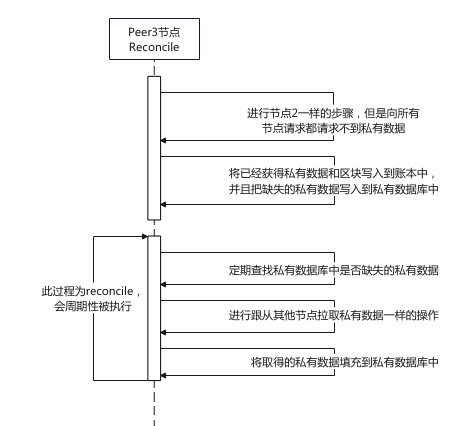 Peer3节点
Reconcile
进行节点2一样的步骤，但是向所有
节点请求都请求不到私有数据
将已经获得私有数据和区块写入到账本中，
并且把缺失的私有数据写入到私有数据库中
定期查找私有数据库中是否缺失的私有数据
此过程为reconcile，
会周期性被执行
进行跟从其他节点拉取私有数据一样的操作
将取得的私有数据填充到私有数据库中